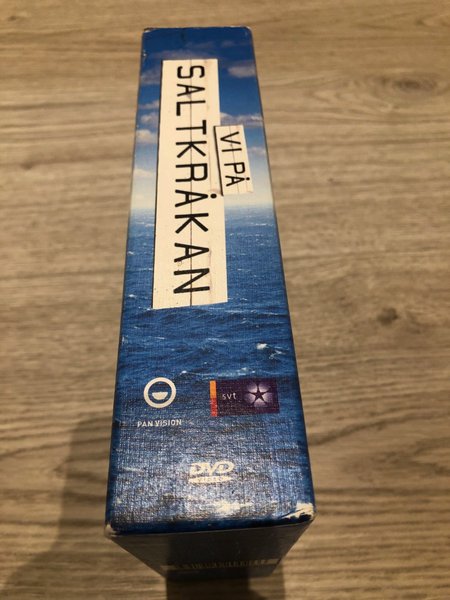 VI PÅ
SALTKRÅKAN
PAN VISION
svt
DVD